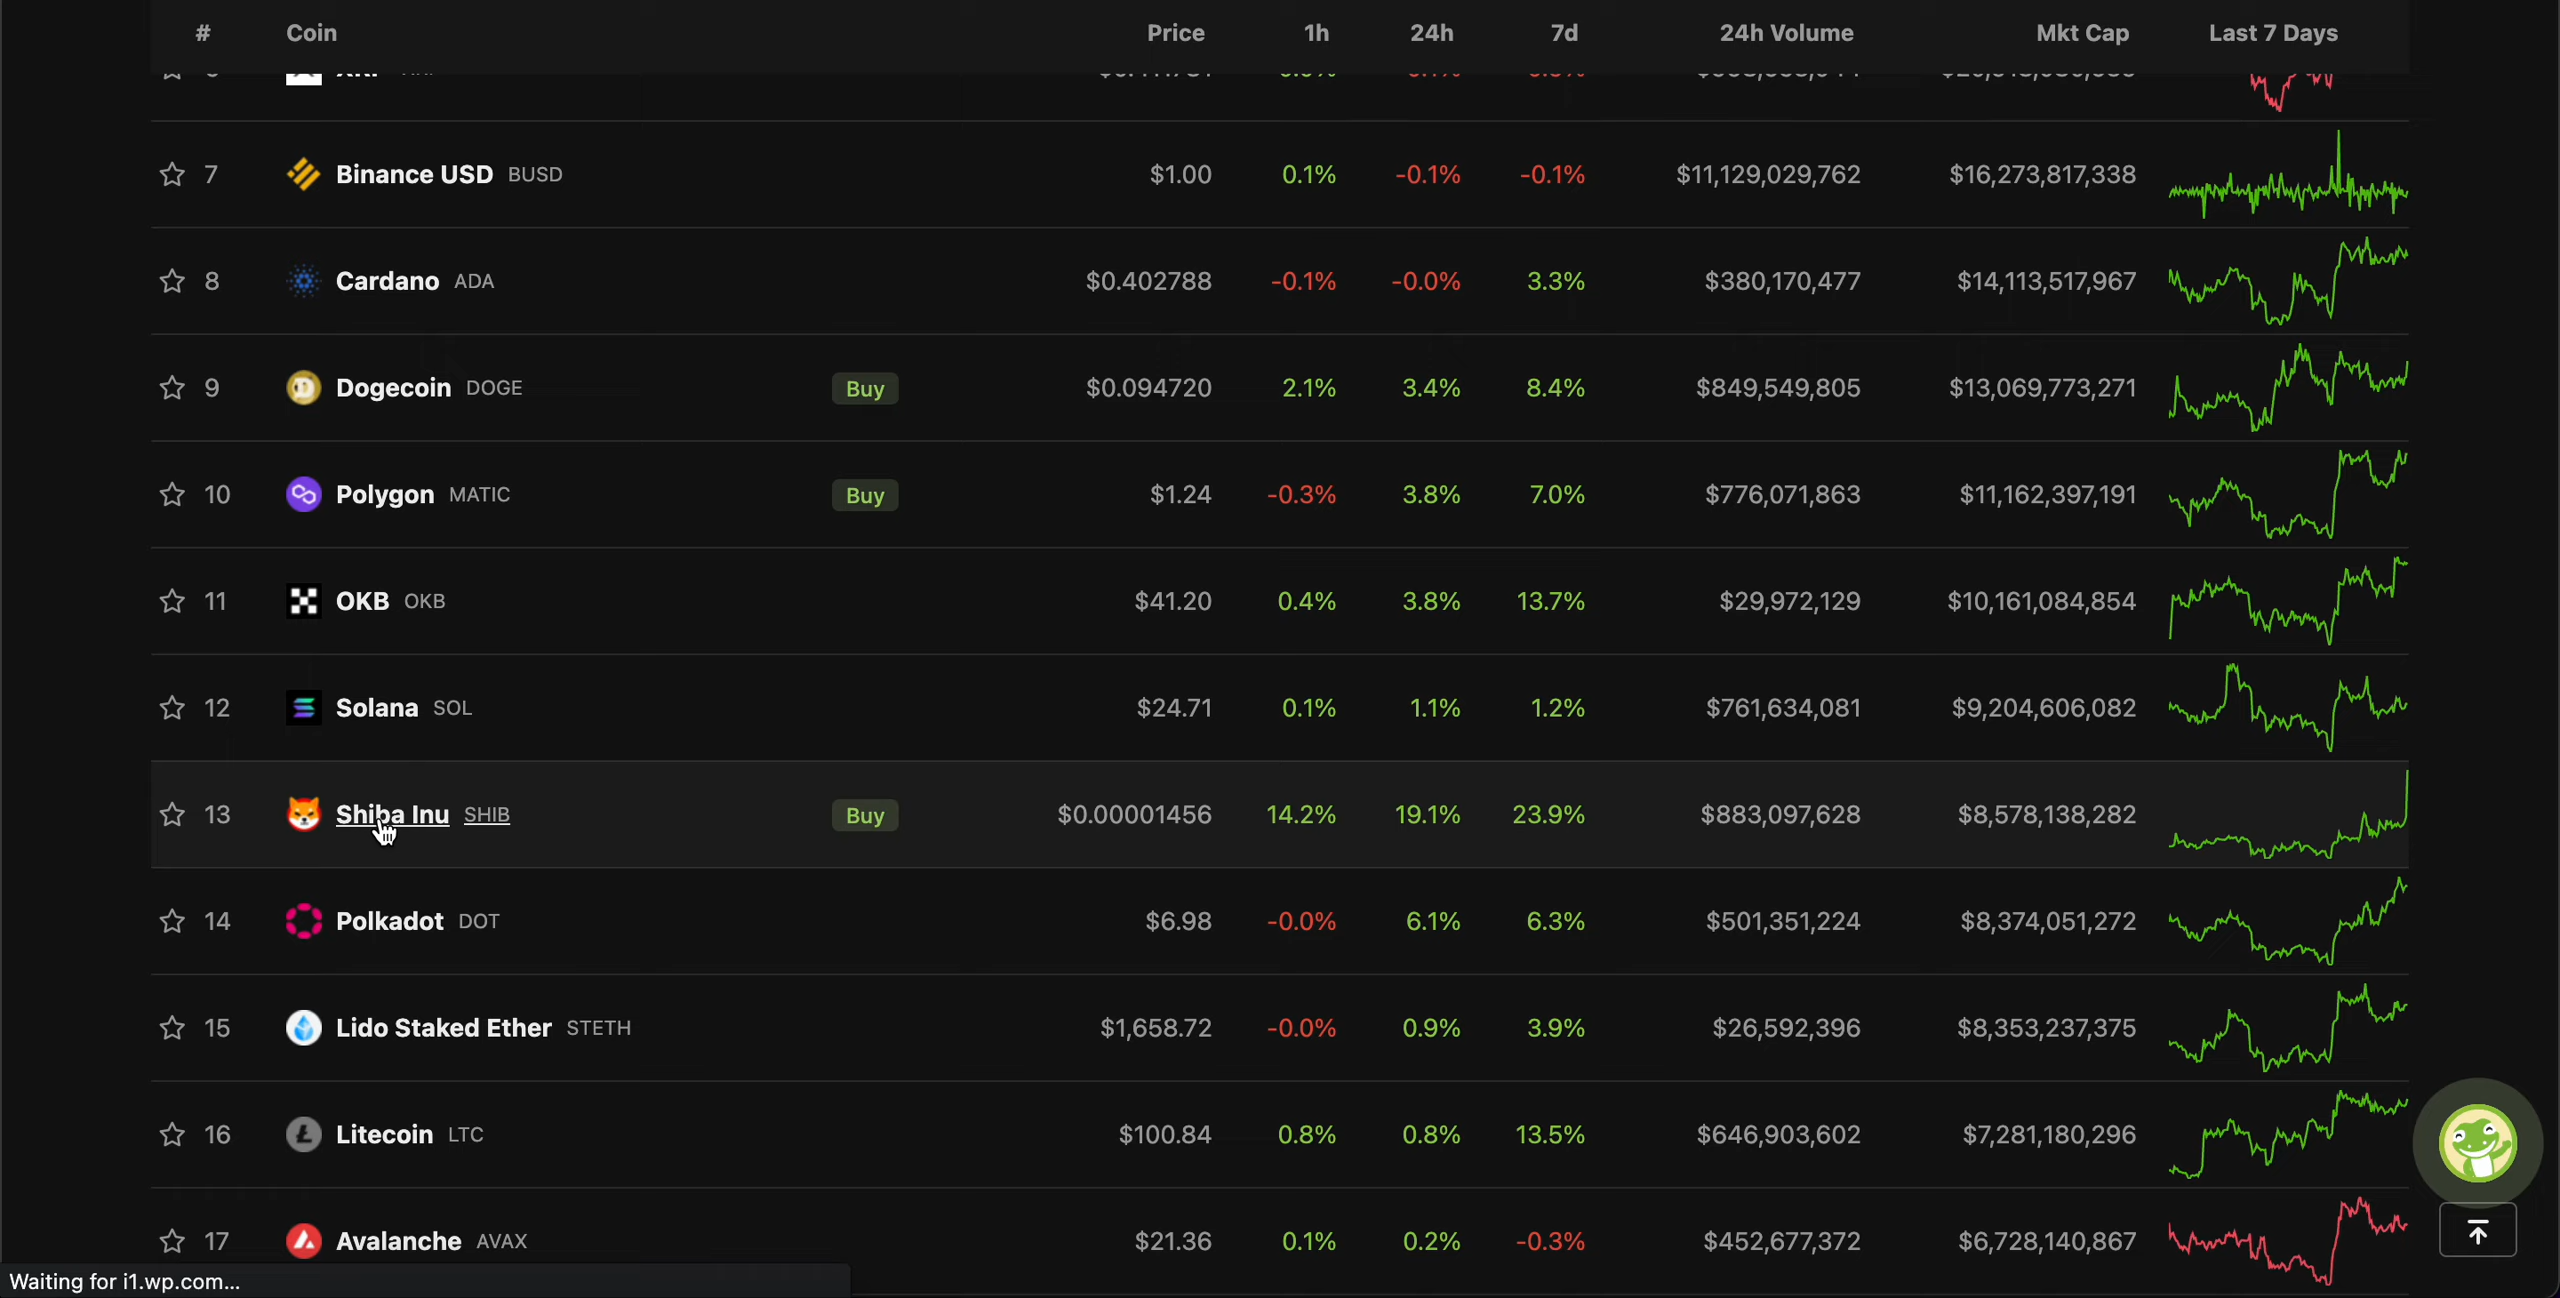 # Coin Price 1h 24h 7d 24h Volume Mkt Cap Last 7 Days
7 Binance USD BUSD $1.00 0.1% -0.1% -0.1% $11,129,029,762 $16,273,817,338
8 Cardano ADA $0.402788 -0.1% -0.0% 3.3% $380,170,477 $14,113,517,967
9 Dogecoin DOGE Buy $0.094720 2.1% 3.4% 8.4% $849,549,805 $13,069,773,271
10 Polygon MATIC Buy $1.24 -0.3% 3.8% 7.0% $776,071,863 $11,162,397,191
11 OKB OKB $41.20 0.4% 3.8% 13.7% $29,972,129 $10,161,084,854
12 Solana SOL $24.71 0.1% 1.1% 1.2% $761,634,081 $9,204,606,082
13 Shiba Inu SHIB Buy $0.00001456 14.2% 19.1% 23.9% $883,097,628 $8,578,138,282
14 Polkadot DOT $6.98 -0.0% 6.1% 6.3% $501,351,224 $8,374,051,272
15 Lido Staked Ether STETH $1,658.72 -0.0% 0.9% 3.9% $26,592,396 $8,353,237,375
16 Litecoin LTC $100.84 0.8% 0.8% 13.5% $646,903,602 $7,281,180,296
17 Avalanche AVAX $21.36 0.1% 0.2% -0.3% $452,677,372 $6,728,140,867
Waiting for i1.wp.com...